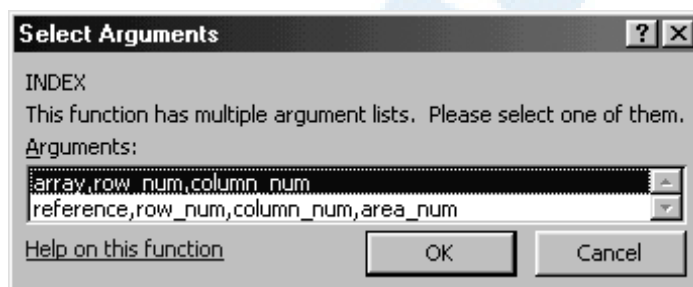 Select Arguments
INDEX
This function has multiple argument lists. Please select one of them.
Arguments:
array,row_num,column_num
reference,row_num,column_num,area_num
Help on this function
OK
Cancel